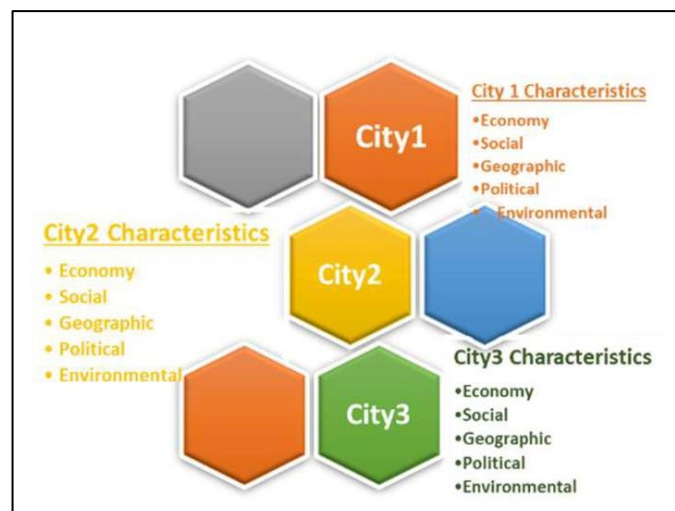 City1
City 1 Characteristics
•Economy
•Social
•Geographic
•Political
• Environmental
City2 Characteristics
• Economy
• Social
• Geographic
• Political
• Environmental
City2
City3
City3 Characteristics
•Economy
•Social
•Geographic
•Political
•Environmental